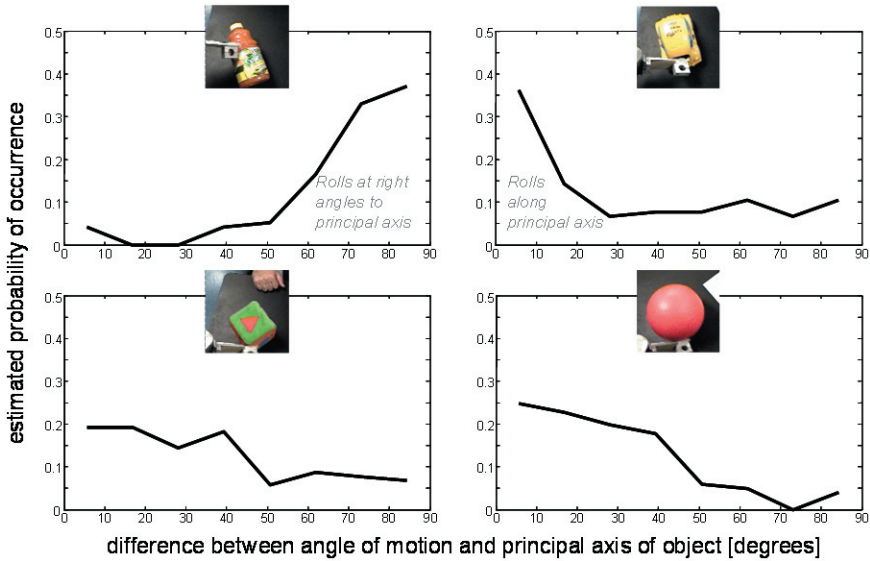 estimated probability of occurrence
0.5
0.4
0.3
0.2
0.1
0
0 10 20 30 40 50 60 70 80 90
Rolls at right
angles to
principal axis
0.5
0.4
0.3
0.2
0.1
0
0 10 20 30 40 50 60 70 80 90
Rolls
along
principal axis
0.5
0.4
0.3
0.2
0.1
0
0 10 20 30 40 50 60 70 80 90
0.5
0.4
0.3
0.2
0.1
0
0 10 20 30 40 50 60 70 80 90
difference between angle of motion and principal axis of object [degrees]